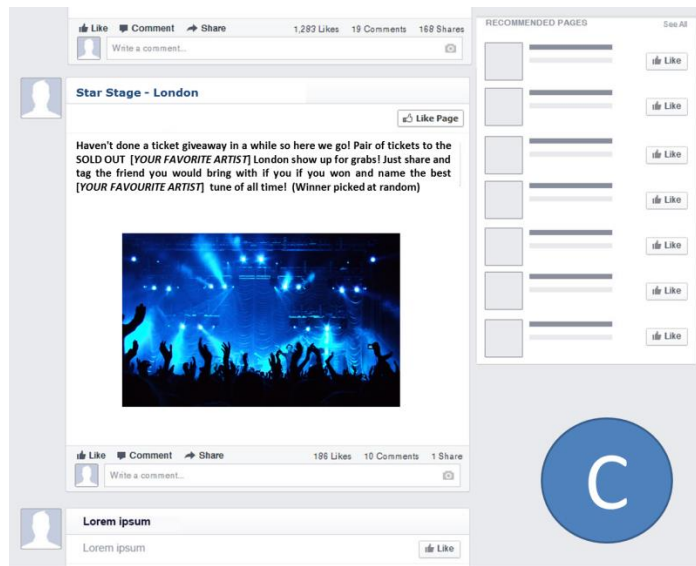 Like Comment Share 1,283 Likes 19 Comments 168 Shares
Write a comment...
RECOMMENDED PAGES See All
Like
Like
Like
Like
Like
Like
Like
Star Stage - London
Like Page
Haven't done a ticket giveaway in a while so here we go! Pair of tickets to the
SOLD OUT [YOUR FAVORITE ARTIST] London show up for grabs! Just share and
tag the friend you would bring with if you if you won and name the best
[YOUR FAVOURITE ARTIST] tune of all time! (Winner picked at random)
Like Comment Share 186 Likes 10 Comments 1 Share
Write a comment...
C
Lorem ipsum
Lorem ipsum Like